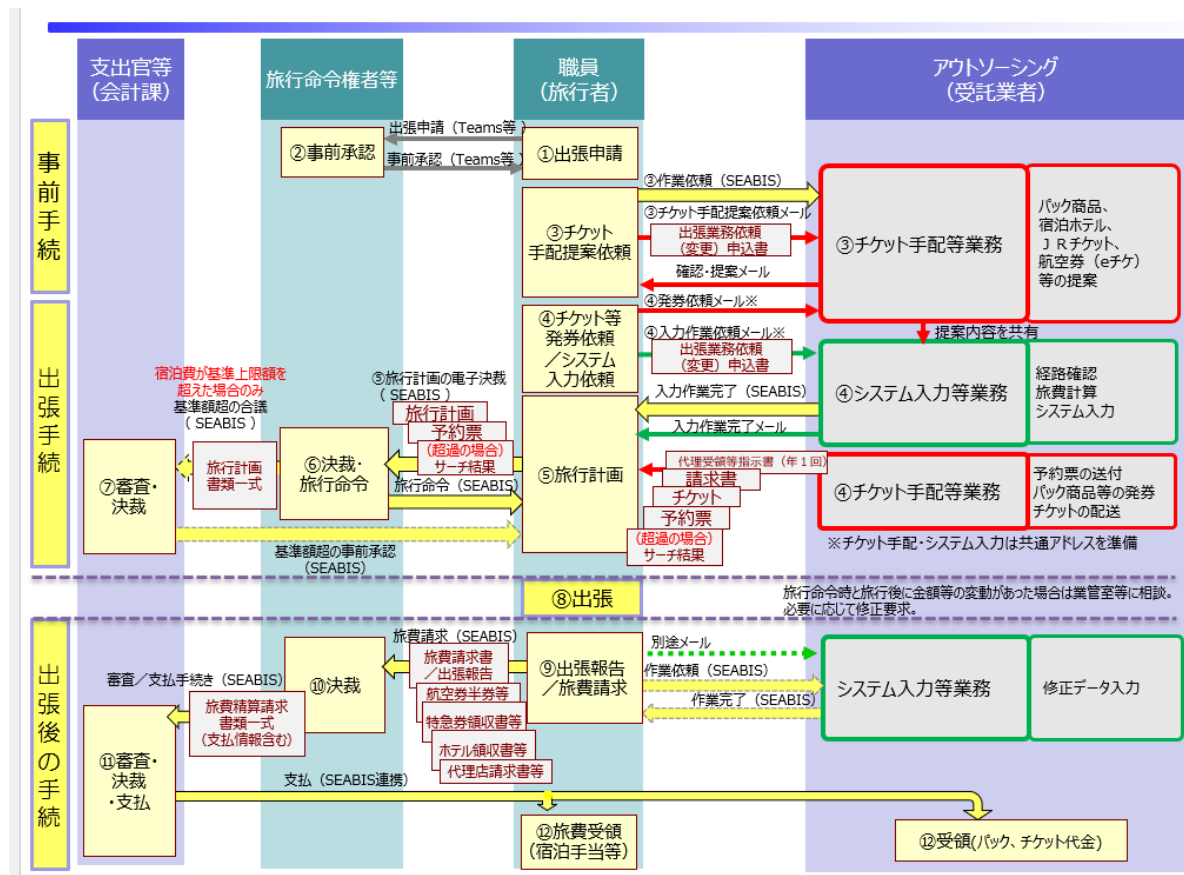 支出官等
(会計課)
旅行命令権者等
職員
(旅行者)
アウトソーシング
(受託業者)
事前手続
出張申請（Teams等 ）
②事前承認
事前承認（Teams等 ）
①出張申請
③作業依頼（SEABIS）
③チケット手配提案依頼メール
出張業務依頼
（変更）申込書
確認・提案メール
③チケット
手配提案依頼
③チケット手配等業務
パック商品、
宿泊ホテル、
ＪＲチケット、
航空券（eチケ）
等の提案
出張手続
④発券依頼メール※
提案内容を共有
④チケット等
発券依頼
／システム
入力依頼
④入力作業依頼メール※
出張業務依頼
（変更）申込書
入力作業完了（SEABIS）
入力作業完了メール
④システム入力等業務
経路確認
旅費計算
システム入力
宿泊費が基準上限額を
超えた場合のみ
基準額超の合議
（ SEABIS ）
⑤旅行計画の電子決裁
（ SEABIS ）
旅行計画
予約票
(超過の場合)
サーチ結果
旅行計画
書類一式
⑥決裁・
旅行命令
旅行命令（SEABIS）
⑤旅行計画
⑦審査・
決裁
代理受領等指示書（年１回）
請求書
チケット
予約票
(超過の場合)
サーチ結果
④チケット手配等業務
予約票の送付
パック商品等の発券
チケットの配送
基準額超の事前承認
(SEABIS）
※チケット手配・システム入力は共通アドレスを準備
⑧出張
旅行命令時と旅行後に金額等の変動があった場合は業管室等に相談。
必要に応じて修正要求。
出張後の手続
旅費請求（SEABIS）
旅費請求書
／出張報告
航空券半券等
特急券領収書等
ホテル領収書等
代理店請求書等
⑨出張報告
／旅費請求
別途メール
作業依頼（SEABIS）
作業完了（SEABIS）
システム入力等業務
修正データ入力
審査／支払手続き（SEABIS）
⑩決裁
旅費精算請求
書類一式
(支払情報含む)
⑪審査・
決裁
・支払
支払（SEABIS連携）
⑫旅費受領
(宿泊手当等)
⑫受領(パック、チケット代金)